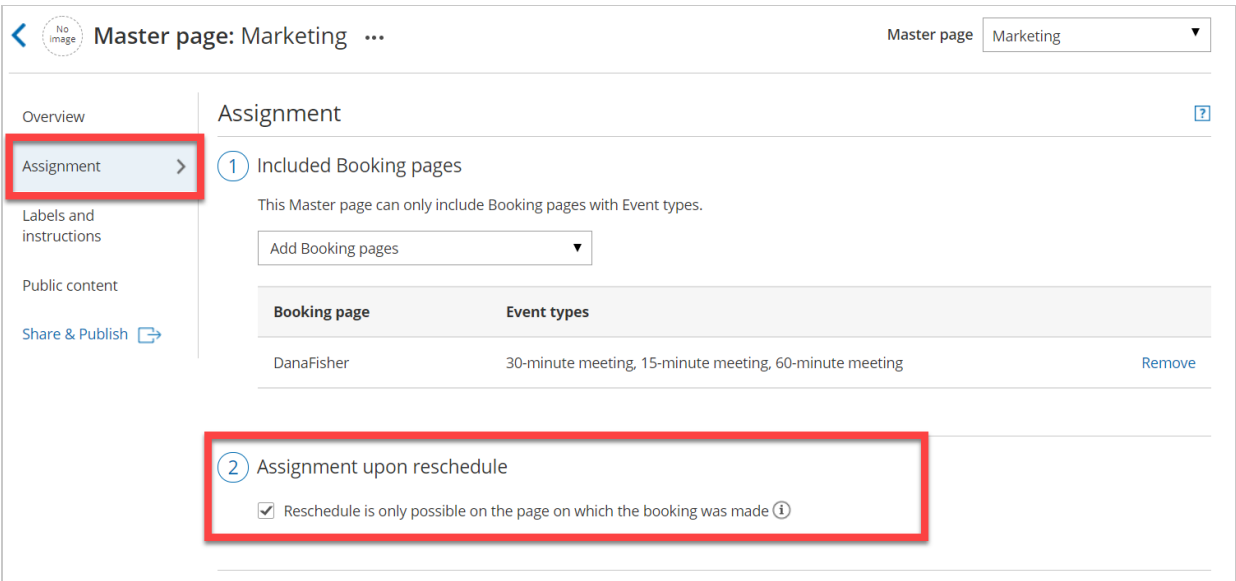 No image
Master page: Marketing ...
Master page
Marketing
Overview
Assignment
Labels and
instructions
Public content
Share & Publish
Assignment
?
1 Included Booking pages
This Master page can only include Booking pages with Event types.
Add Booking pages
Booking page Event types
DanaFisher 30-minute meeting, 15-minute meeting, 60-minute meeting Remove
2 Assignment upon reschedule
Reschedule is only possible on the page on which the booking was made i